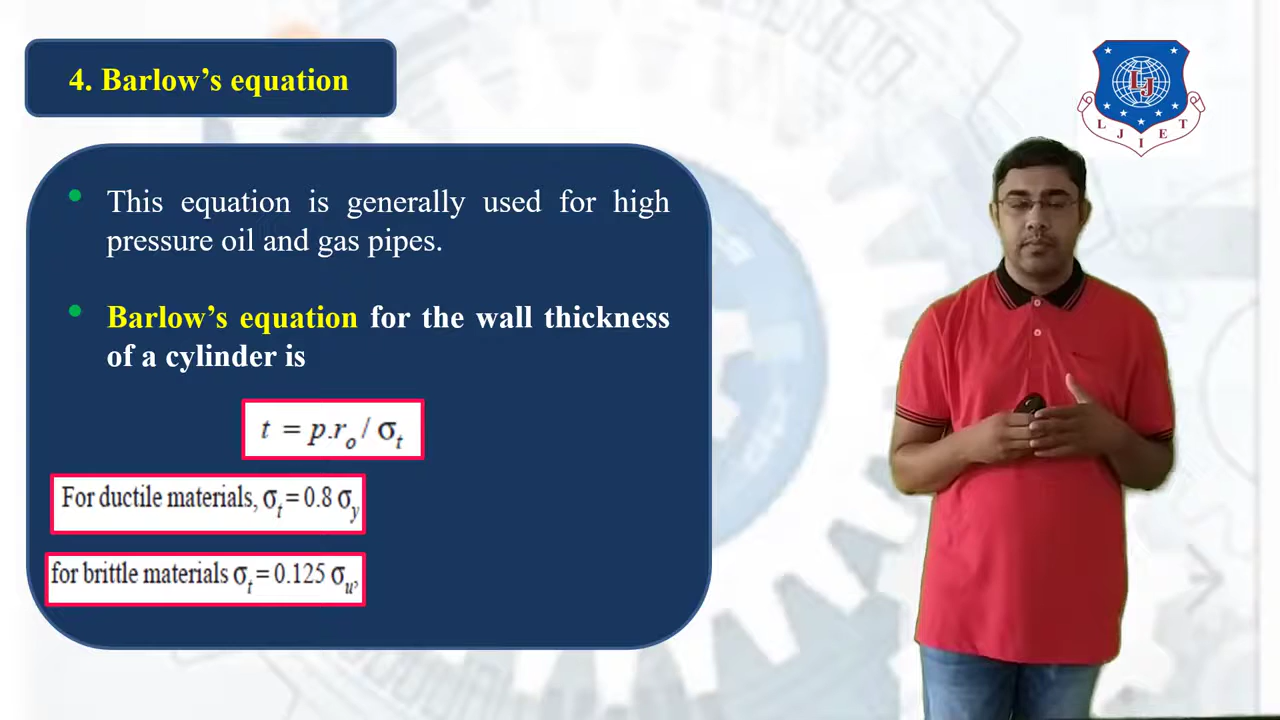 4. Barlow’s equation
L J I E T
LJ
• This equation is generally used for high
pressure oil and gas pipes.
• Barlow’s equation for the wall thickness
of a cylinder is
t = p.rₒ / σₜ
For ductile materials, σₜ = 0.8 σy
for brittle materials σₜ = 0.125 σᵤ,